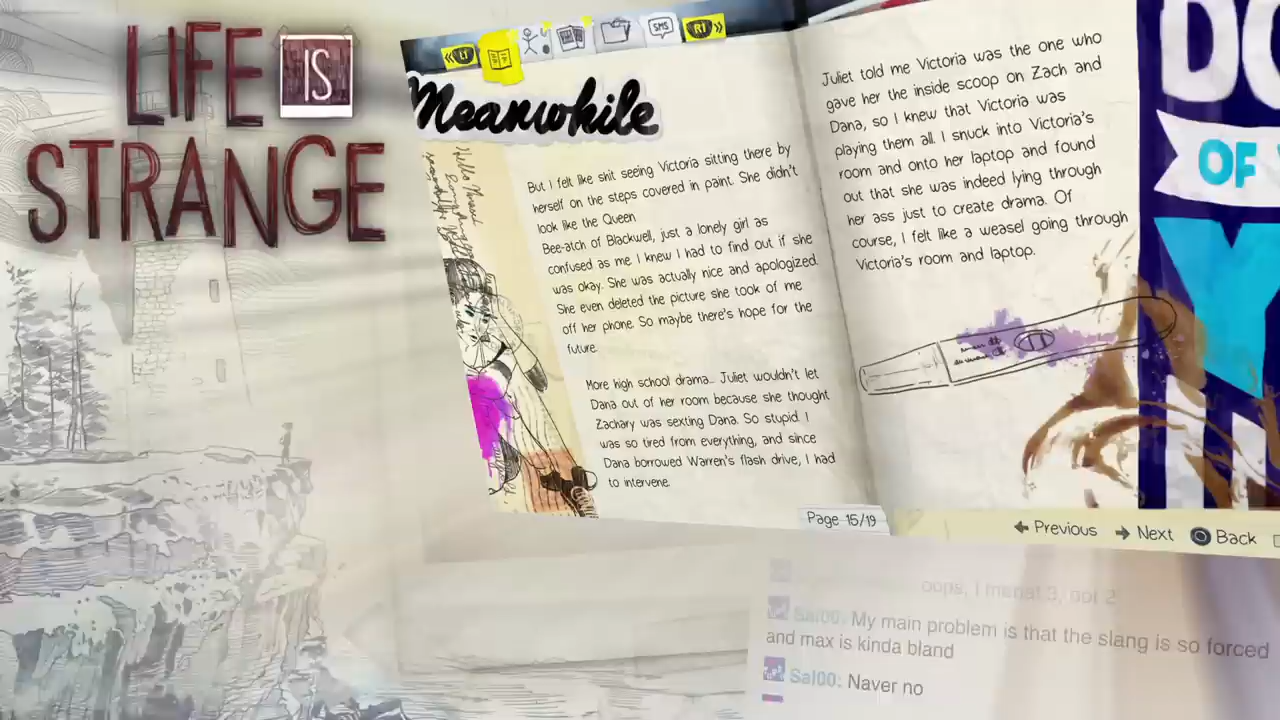 LIFE IS
STRANGE
SMS
R1
Meanwhile
But I felt like shit seeing Victoria sitting there by
herself on the steps covered in paint. She didn't
look like the Queen
Bee-atch of Blackwell, just a lonely girl as
confused as me. I knew I had to find out if she
was okay. She was actually nice and apologized.
She even deleted the picture she took of me
off her phone. So maybe there's hope for the
future.
More high school drama... Juliet wouldn't let
Dana out of her room because she thought
Zachary was sexting Dana. So stupid. I
was so tired from everything, and since
Dana borrowed Warren's flash drive, I had
to intervene.
Juliet told me Victoria was the one who
gave her the inside scoop on Zach and
Dana, so I knew that Victoria was
playing them all. I snuck into Victoria's
room and onto her laptop and found
out that she was indeed lying through
her ass just to create drama. Of
course, I felt like a weasel going through
Victoria's room and laptop.
DO
OF
Y
Page 15/19
Previous Next Back
oops, I meant 3, not 2
Sal00: My main problem is that the slang is so forced
and max is kinda bland
Sal00: Naver no